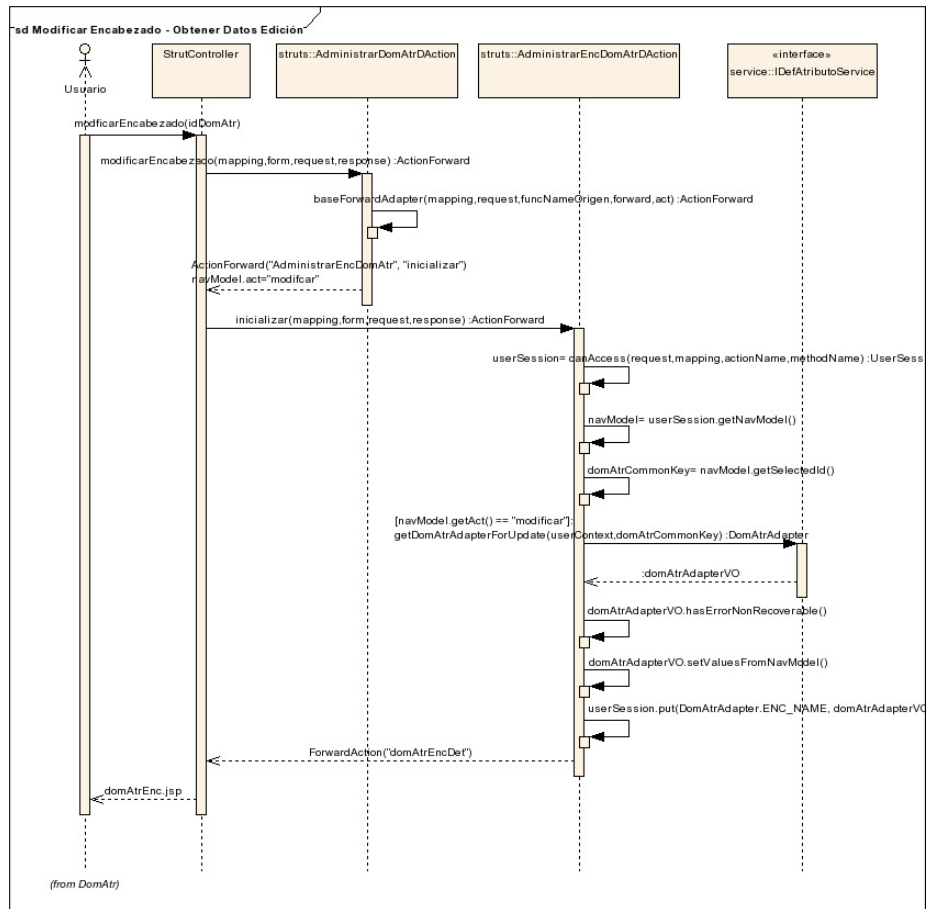 sd Modificar Encabezado - Obtener Datos Edición
StrutController
struts::AdministrarDomAtrDAction
struts::AdministrarEncDomAtrDAction
«interface»
service::IDefAtributoService
Usuario
modficarEncabezado(idDomAtr)
modificarEncabezado(mapping,form,request,response) :ActionForward
baseForwardAdapter(mapping,request,funcNameOrigen,forward,act) :ActionForward
ActionForward("AdministrarEncDomAtr", "inicializar")
navModel.act="modifcar"
inicializar(mapping,form,request,response) :ActionForward
userSession= canAccess(request,mapping,actionName,methodName) :UserSess
navModel= userSession.getNavModel()
domAtrCommonKey= navModel.getSelectedId()
[navModel.getAct() == "modificar"]:
getDomAtrAdapterForUpdate(userContext,domAtrCommonKey) :DomAtrAdapter
:domAtrAdapterVO
domAtrAdapterVO.hasErrorNonRecoverable()
domAtrAdapterVO.setValuesFromNavModel()
userSession.put(DomAtrAdapter.ENC_NAME, domAtrAdapterVO
ForwardAction("domAtrEncDet")
domAtrEnc.jsp
(from DomAtr)